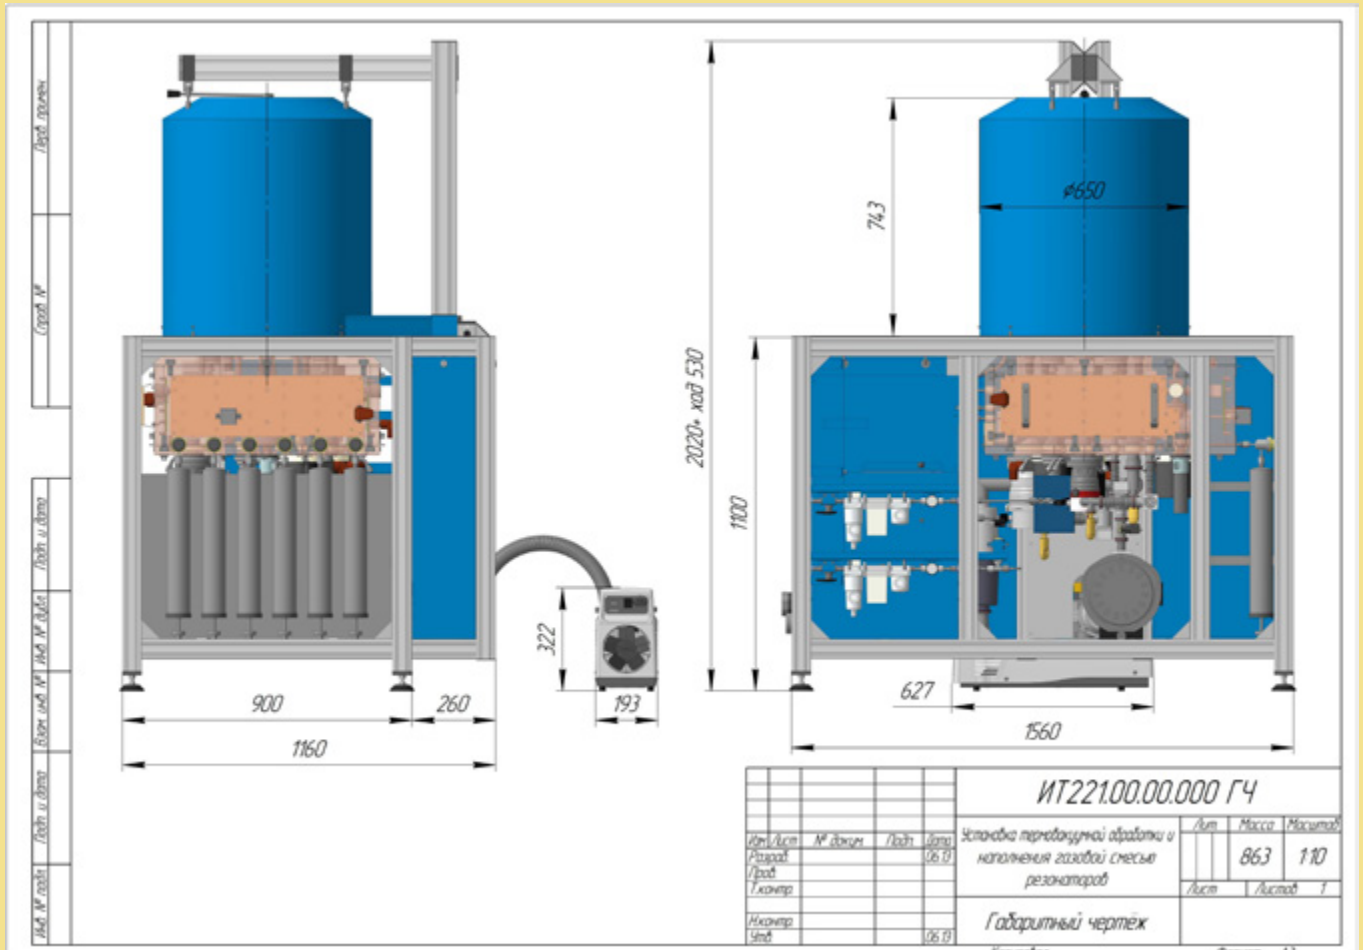 Перв. примен.
Справ. №
Подп. и дата
Инв. № дубл.
Взам. инв. №
Подп. и дата
Инв. № подл.
900
260
1160
322
193
2020+ ход 530
743
⌀650
1100
627
1560
ИТ221.00.00.000 ГЧ
Изм. Лист № докум. Подп. Дата
Разраб. 06.13
Пров.
Т.контр.
Н.контр.
Утв. 06.13
Установка термовакуумной обработки и
наполнения газовой смесью
резонаторов
Лит. Масса Масштаб
863 1:10
Лист Листов 1
Габаритный чертёж